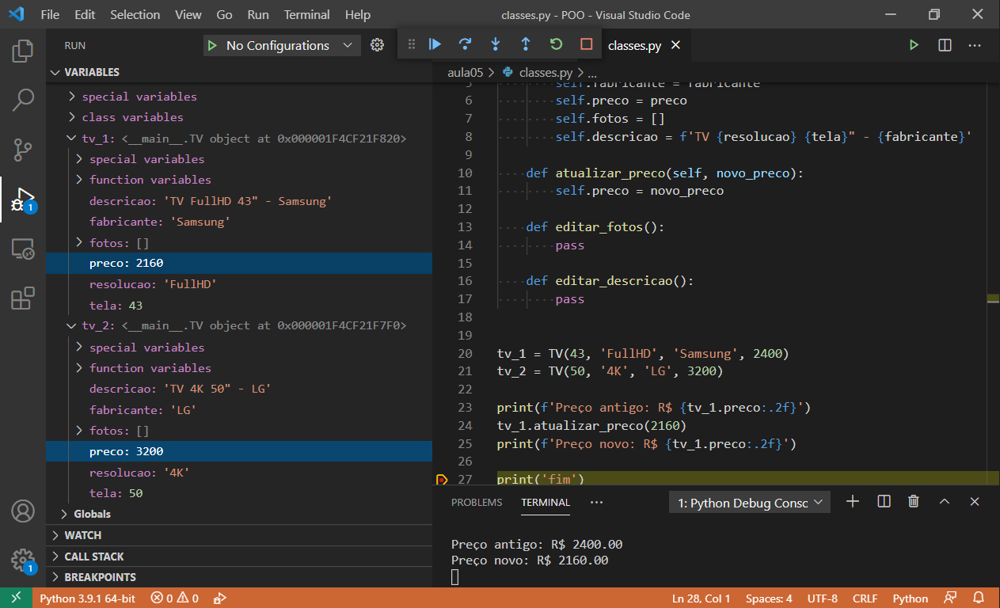 File Edit Selection View Go Run Terminal Help classes.py - POO - Visual Studio Code
RUN No Configurations
VARIABLES
special variables
class variables
tv_1: <__main__.TV object at 0x000001F4CF21F820>
special variables
function variables
descricao: 'TV FullHD 43" - Samsung'
fabricante: 'Samsung'
fotos: []
preco: 2160
resolucao: 'FullHD'
tela: 43
tv_2: <__main__.TV object at 0x000001F4CF21F7F0>
special variables
function variables
descricao: 'TV 4K 50" - LG'
fabricante: 'LG'
fotos: []
preco: 3200
resolucao: '4K'
tela: 50
Globals
WATCH
CALL STACK
BREAKPOINTS
1
1
classes.py
aula05 > classes.py > ...
5 self.fabricante = fabricante
6 self.preco = preco
7 self.fotos = []
8 self.descricao = f'TV {resolucao} {tela}" - {fabricante}'
9
10 def atualizar_preco(self, novo_preco):
11 self.preco = novo_preco
12
13 def editar_fotos():
14 pass
15
16 def editar_descricao():
17 pass
18
19
20 tv_1 = TV(43, 'FullHD', 'Samsung', 2400)
21 tv_2 = TV(50, '4K', 'LG', 3200)
22
23 print(f'Preço antigo: R$ {tv_1.preco:.2f}')
24 tv_1.atualizar_preco(2160)
25 print(f'Preço novo: R$ {tv_1.preco:.2f}')
26
27 print('fim')
PROBLEMS TERMINAL ... 1: Python Debug Consc
Preço antigo: R$ 2400.00
Preço novo: R$ 2160.00
Python 3.9.1 64-bit 0 0 Ln 28, Col 1 Spaces: 4 UTF-8 CRLF Python